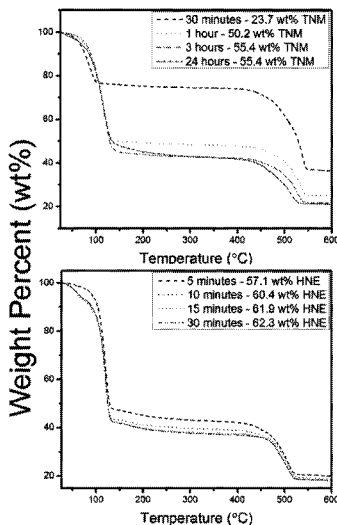 30 minutes - 23.7 wt% TNM
1 hour - 50.2 wt% TNM
3 hours - 55.4 wt% TNM
24 hours - 55.4 wt% TNM
100
80
60
40
20
100 200 300 400 500 600
Temperature (°C)
Weight Percent (wt%)
5 minutes - 57.1 wt% HNE
10 minutes - 60.4 wt% HNE
15 minutes - 61.9 wt% HNE
30 minutes - 62.3 wt% HNE
100
80
60
40
20
100 200 300 400 500 600
Temperature (°C)